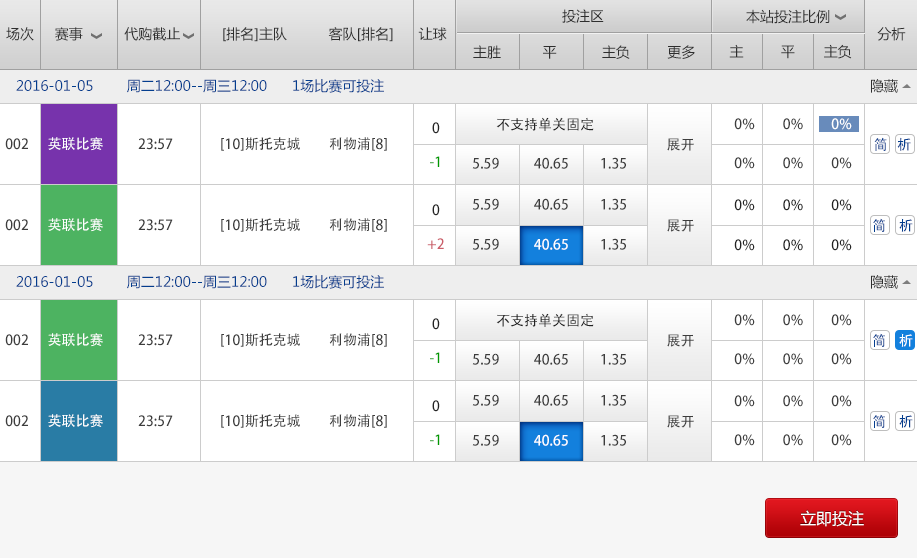 场次 赛事 代购截止 [排名]主队 客队[排名] 让球 投注区 本站投注比例 分析
主胜 平 主负 更多 主 平 主负
2016-01-05 周二12:00--周三12:00 1场比赛可投注 隐藏
002 英联比赛 23:57 [10]斯托克城 利物浦[8] 0 不支持单关固定 展开 0% 0% 0% 简 析
-1 5.59 40.65 1.35 0% 0% 0%
002 英联比赛 23:57 [10]斯托克城 利物浦[8] 0 5.59 40.65 1.35 展开 0% 0% 0% 简 析
+2 5.59 40.65 1.35 0% 0% 0%
2016-01-05 周二12:00--周三12:00 1场比赛可投注 隐藏
002 英联比赛 23:57 [10]斯托克城 利物浦[8] 0 不支持单关固定 展开 0% 0% 0% 简 析
-1 5.59 40.65 1.35 0% 0% 0%
002 英联比赛 23:57 [10]斯托克城 利物浦[8] 0 5.59 40.65 1.35 展开 0% 0% 0% 简 析
-1 5.59 40.65 1.35 0% 0% 0%
立即投注